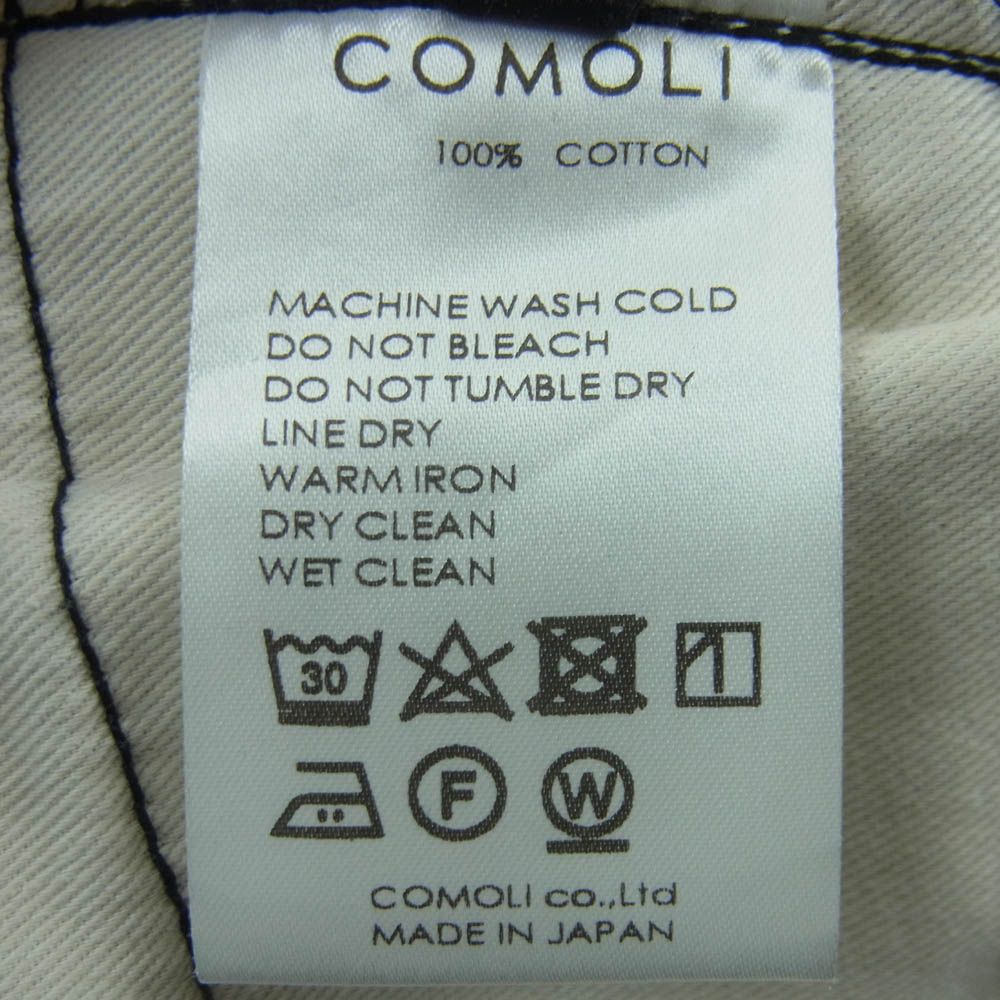 COMOLI
100% COTTON
MACHINE WASH COLD
DO NOT BLEACH
DO NOT TUMBLE DRY
LINE DRY
WARM IRON
DRY CLEAN
WET CLEAN
30
F W
COMOLI co.,Ltd
MADE IN JAPAN